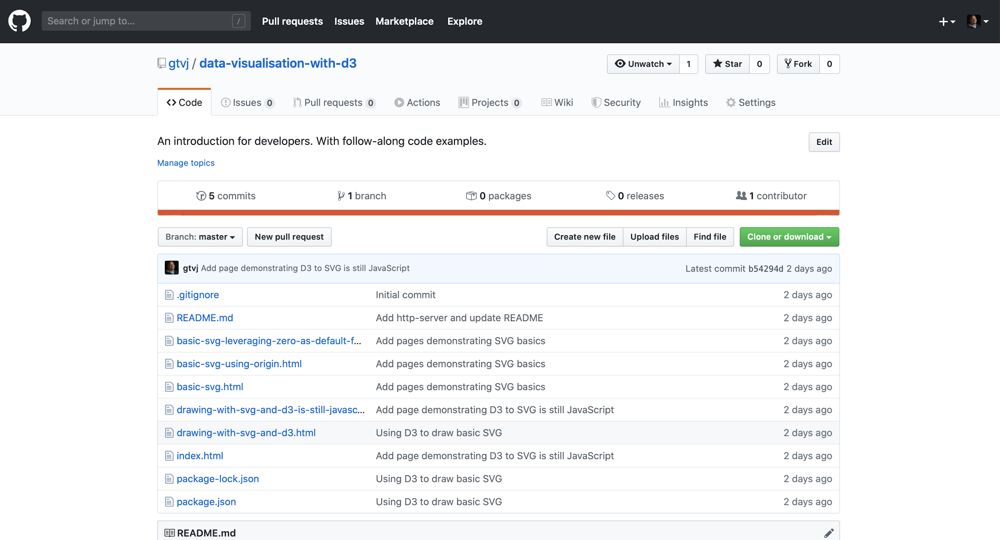 Search or jump to... / Pull requests Issues Marketplace Explore
gtvj / data-visualisation-with-d3 Unwatch 1 Star 0 Fork 0
Code Issues 0 Pull requests 0 Actions Projects 0 Wiki Security Insights Settings
An introduction for developers. With follow-along code examples. Edit
Manage topics
5 commits 1 branch 0 packages 0 releases 1 contributor
Branch: master New pull request Create new file Upload files Find file Clone or download
gtvj Add page demonstrating D3 to SVG is still JavaScript Latest commit b54294d 2 days ago
.gitignore Initial commit 2 days ago
README.md Add http-server and update README 2 days ago
basic-svg-leveraging-zero-as-default-f... Add pages demonstrating SVG basics 2 days ago
basic-svg-using-origin.html Add pages demonstrating SVG basics 2 days ago
basic-svg.html Add pages demonstrating SVG basics 2 days ago
drawing-with-svg-and-d3-is-still-javasc... Add page demonstrating D3 to SVG is still JavaScript 2 days ago
drawing-with-svg-and-d3.html Using D3 to draw basic SVG 2 days ago
index.html Add page demonstrating D3 to SVG is still JavaScript 2 days ago
package-lock.json Using D3 to draw basic SVG 2 days ago
package.json Using D3 to draw basic SVG 2 days ago
README.md